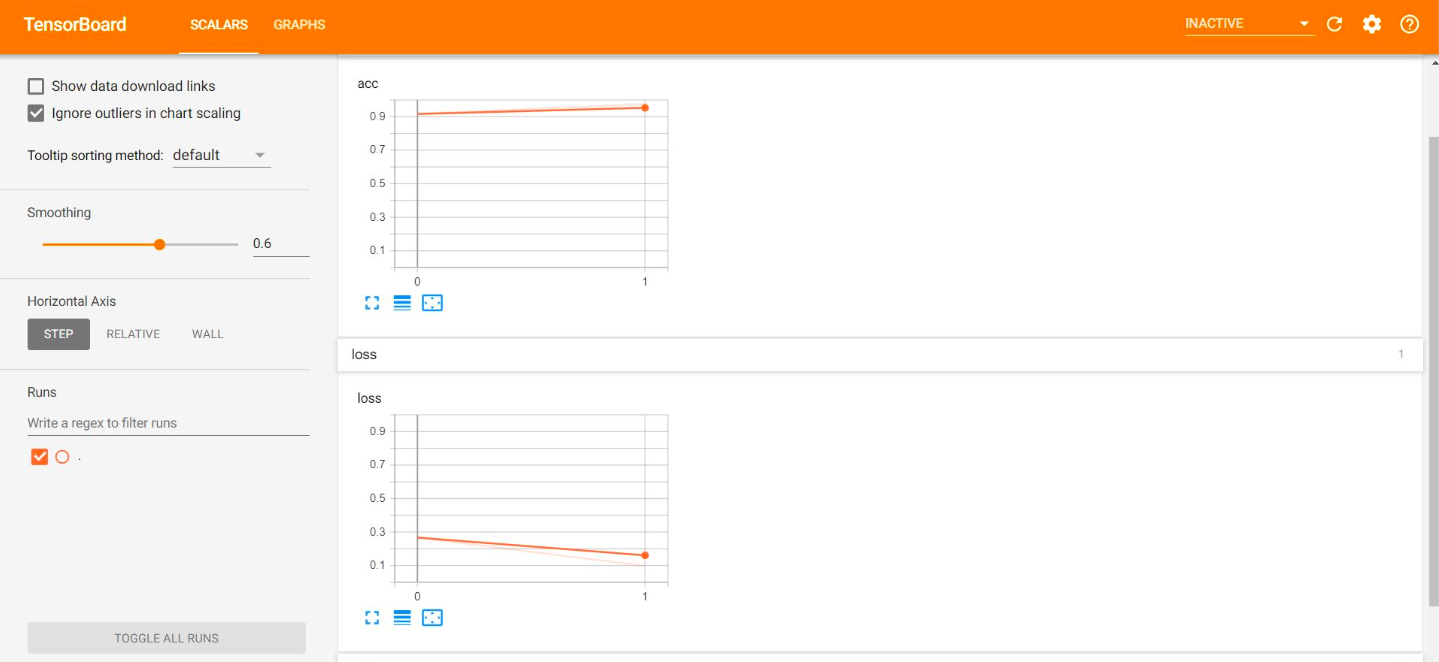 TensorBoard SCALARS GRAPHS INACTIVE
Show data download links
Ignore outliers in chart scaling
Tooltip sorting method: default
Smoothing
0.6
Horizontal Axis
STEP RELATIVE WALL
Runs
Write a regex to filter runs
.
TOGGLE ALL RUNS
acc
0.9
0.7
0.5
0.3
0.1
0 1
loss 1
loss
0.9
0.7
0.5
0.3
0.1
0 1